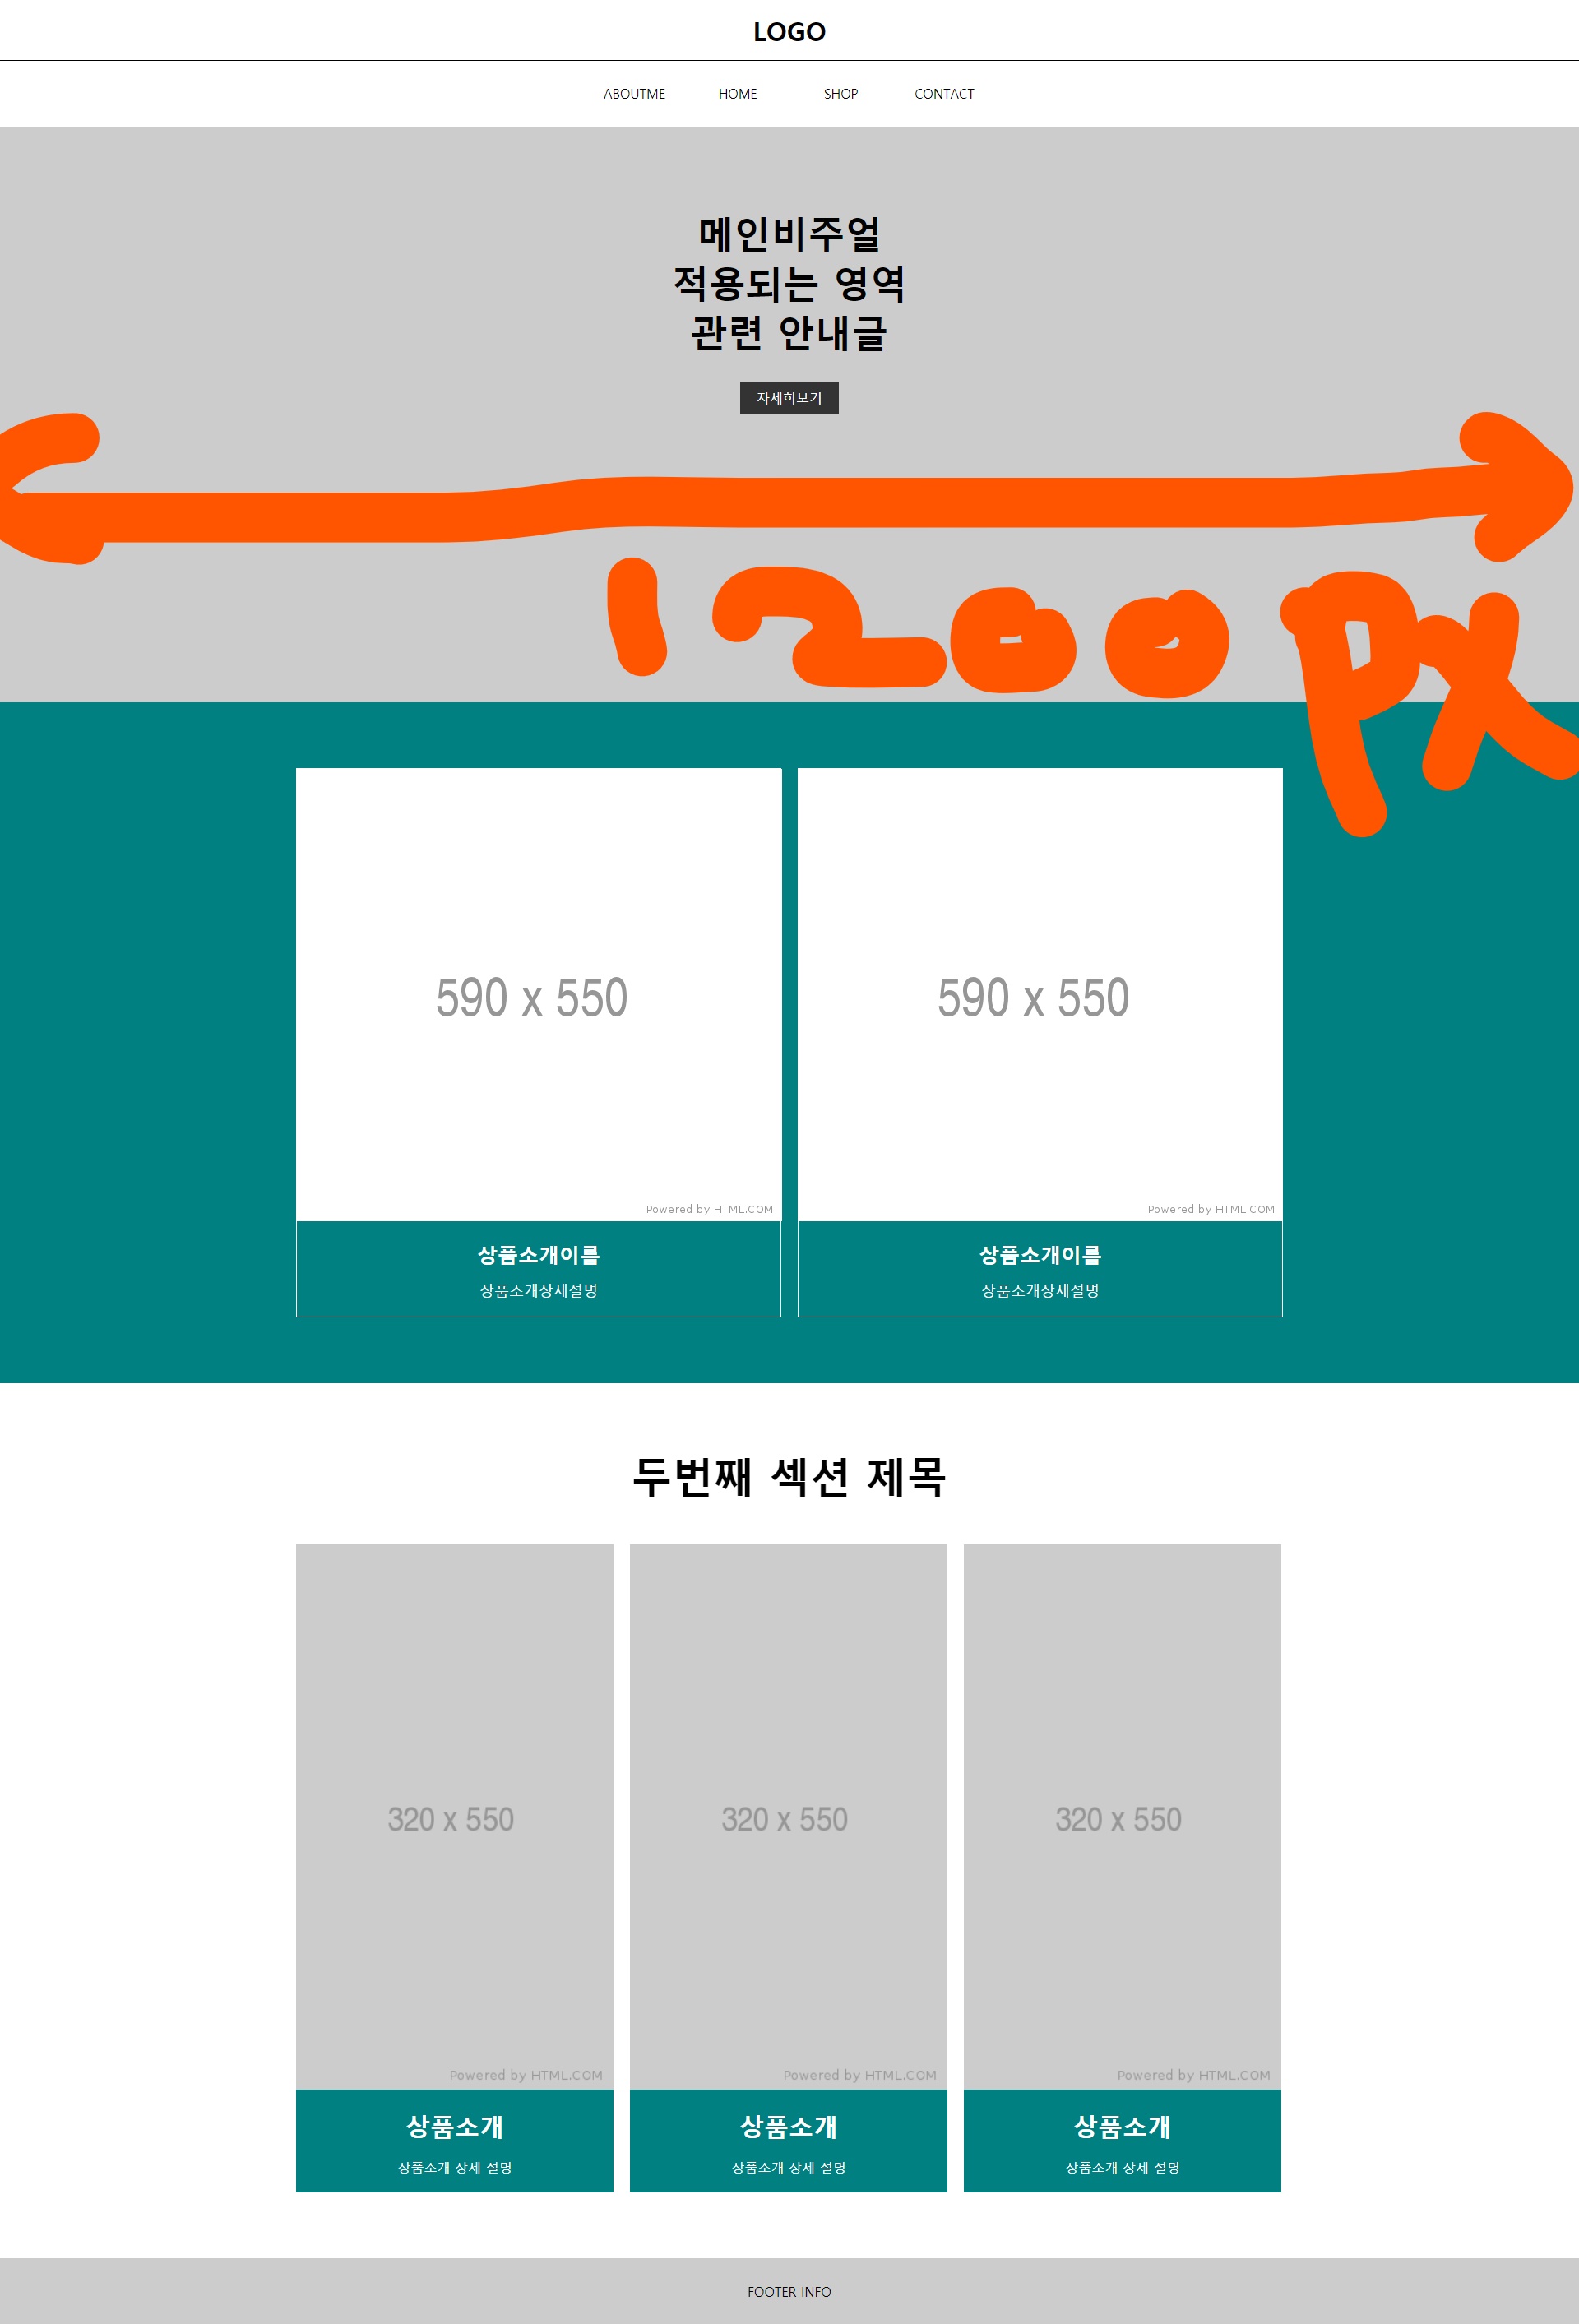 LOGO
ABOUTME HOME SHOP CONTACT
메인비주얼
적용되는 영역
관련 안내글
자세히보기
1200 px
590 x 550 590 x 550
Powered by HTML.COM Powered by HTML.COM
상품소개이름 상품소개이름
상품소개상세설명 상품소개상세설명
두번째 섹션 제목
320 x 550 320 x 550 320 x 550
Powered by HTML.COM Powered by HTML.COM Powered by HTML.COM
상품소개 상품소개 상품소개
상품소개 상세 설명 상품소개 상세 설명 상품소개 상세 설명
FOOTER INFO